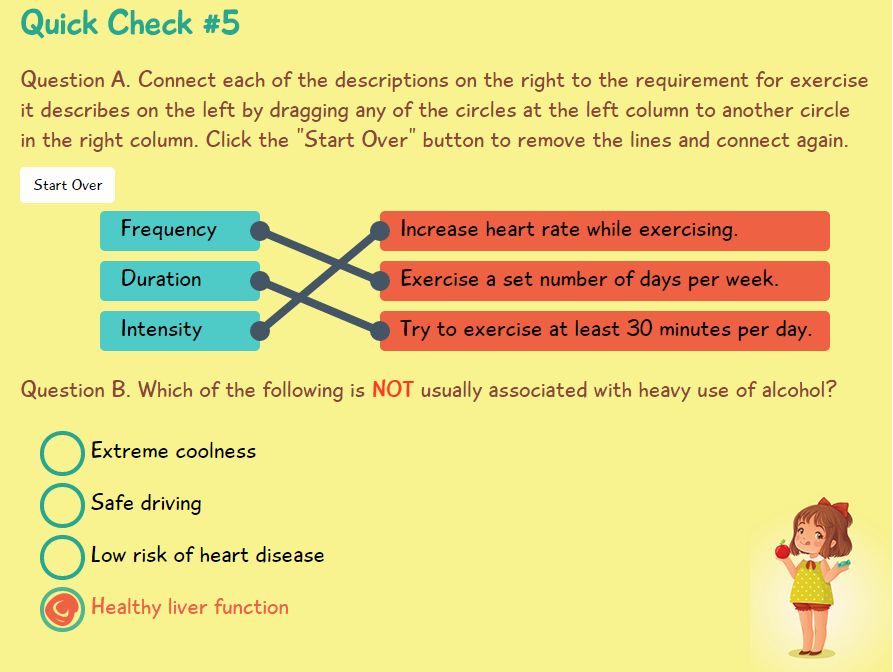 Quick Check #5
Question A. Connect each of the descriptions on the right to the requirement for exercise
it describes on the left by dragging any of the circles at the left column to another circle
in the right column. Click the "Start Over" button to remove the lines and connect again.
Start Over
Frequency
Increase heart rate while exercising.
Duration
Exercise a set number of days per week.
Intensity
Try to exercise at least 30 minutes per day.
Question B. Which of the following is NOT usually associated with heavy use of alcohol?
Extreme coolness
Safe driving
Low risk of heart disease
Healthy liver function